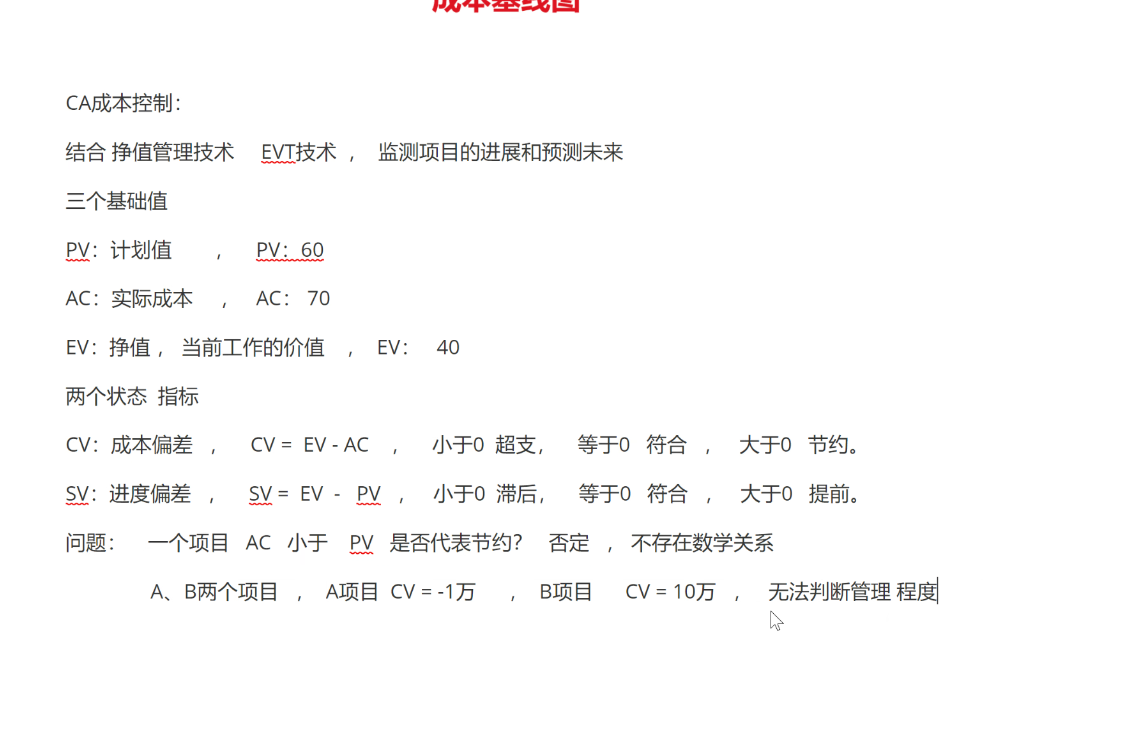 成本基线图
CA成本控制：
结合 挣值管理技术 EVT技术 ， 监测项目的进展和预测未来
三个基础值
PV：计划值 ， PV：60
AC：实际成本 ， AC： 70
EV：挣值 ， 当前工作的价值 ， EV： 40
两个状态 指标
CV：成本偏差 ， CV = EV - AC ， 小于0 超支， 等于0 符合 ， 大于0 节约。
SV：进度偏差 ， SV = EV - PV ， 小于0 滞后， 等于0 符合 ， 大于0 提前。
问题： 一个项目 AC 小于 PV 是否代表节约？ 否定 ，不存在数学关系
A、B两个项目 ， A项目 CV = -1万 ， B项目 CV = 10万 ， 无法判断管理 程度